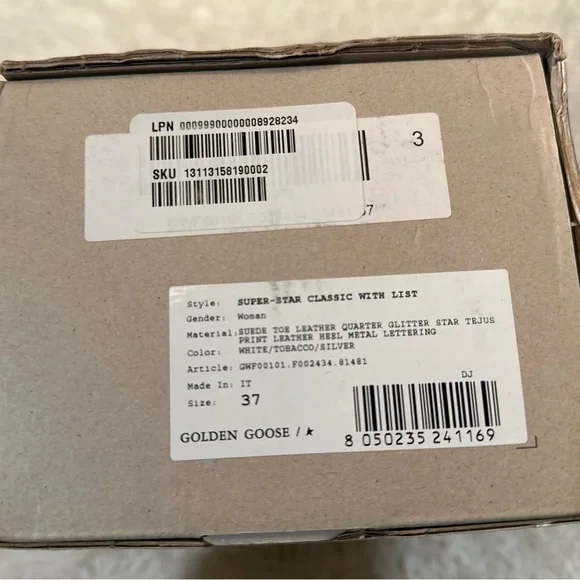 LPN 00099900000008928234
SKU 13113158190002
3
37
Style: SUPER-STAR CLASSIC WITH LIST
Gender: Woman
Material: SUEDE TOE LEATHER QUARTER GLITTER STAR TEJUS
PRINT LEATHER HEEL METAL LETTERING
Color: WHITE/TOBACCO/SILVER
Article: GWF00101.F002434.81481
Made In: IT
Size: 37
DJ
GOLDEN GOOSE /
8 050235 241169